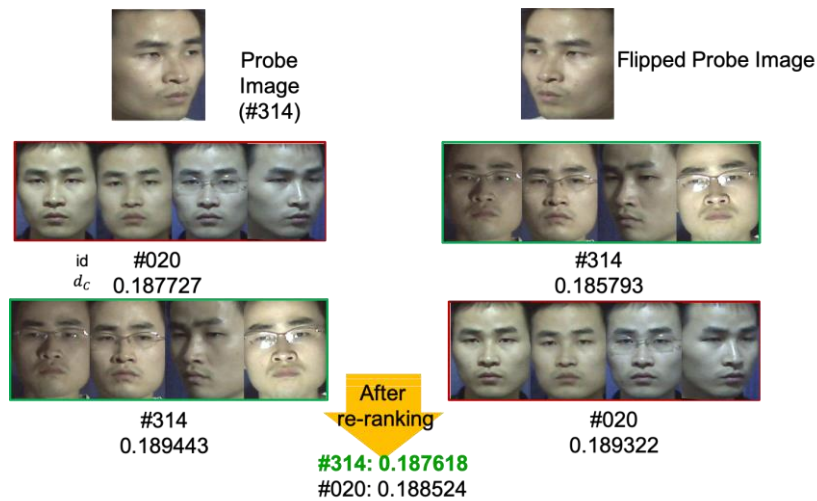 Probe
Image
(#314)
Flipped Probe Image
id #020
d_C 0.187727
#314
0.185793
#314
0.189443
#020
0.189322
After
re-ranking
#314: 0.187618
#020: 0.188524